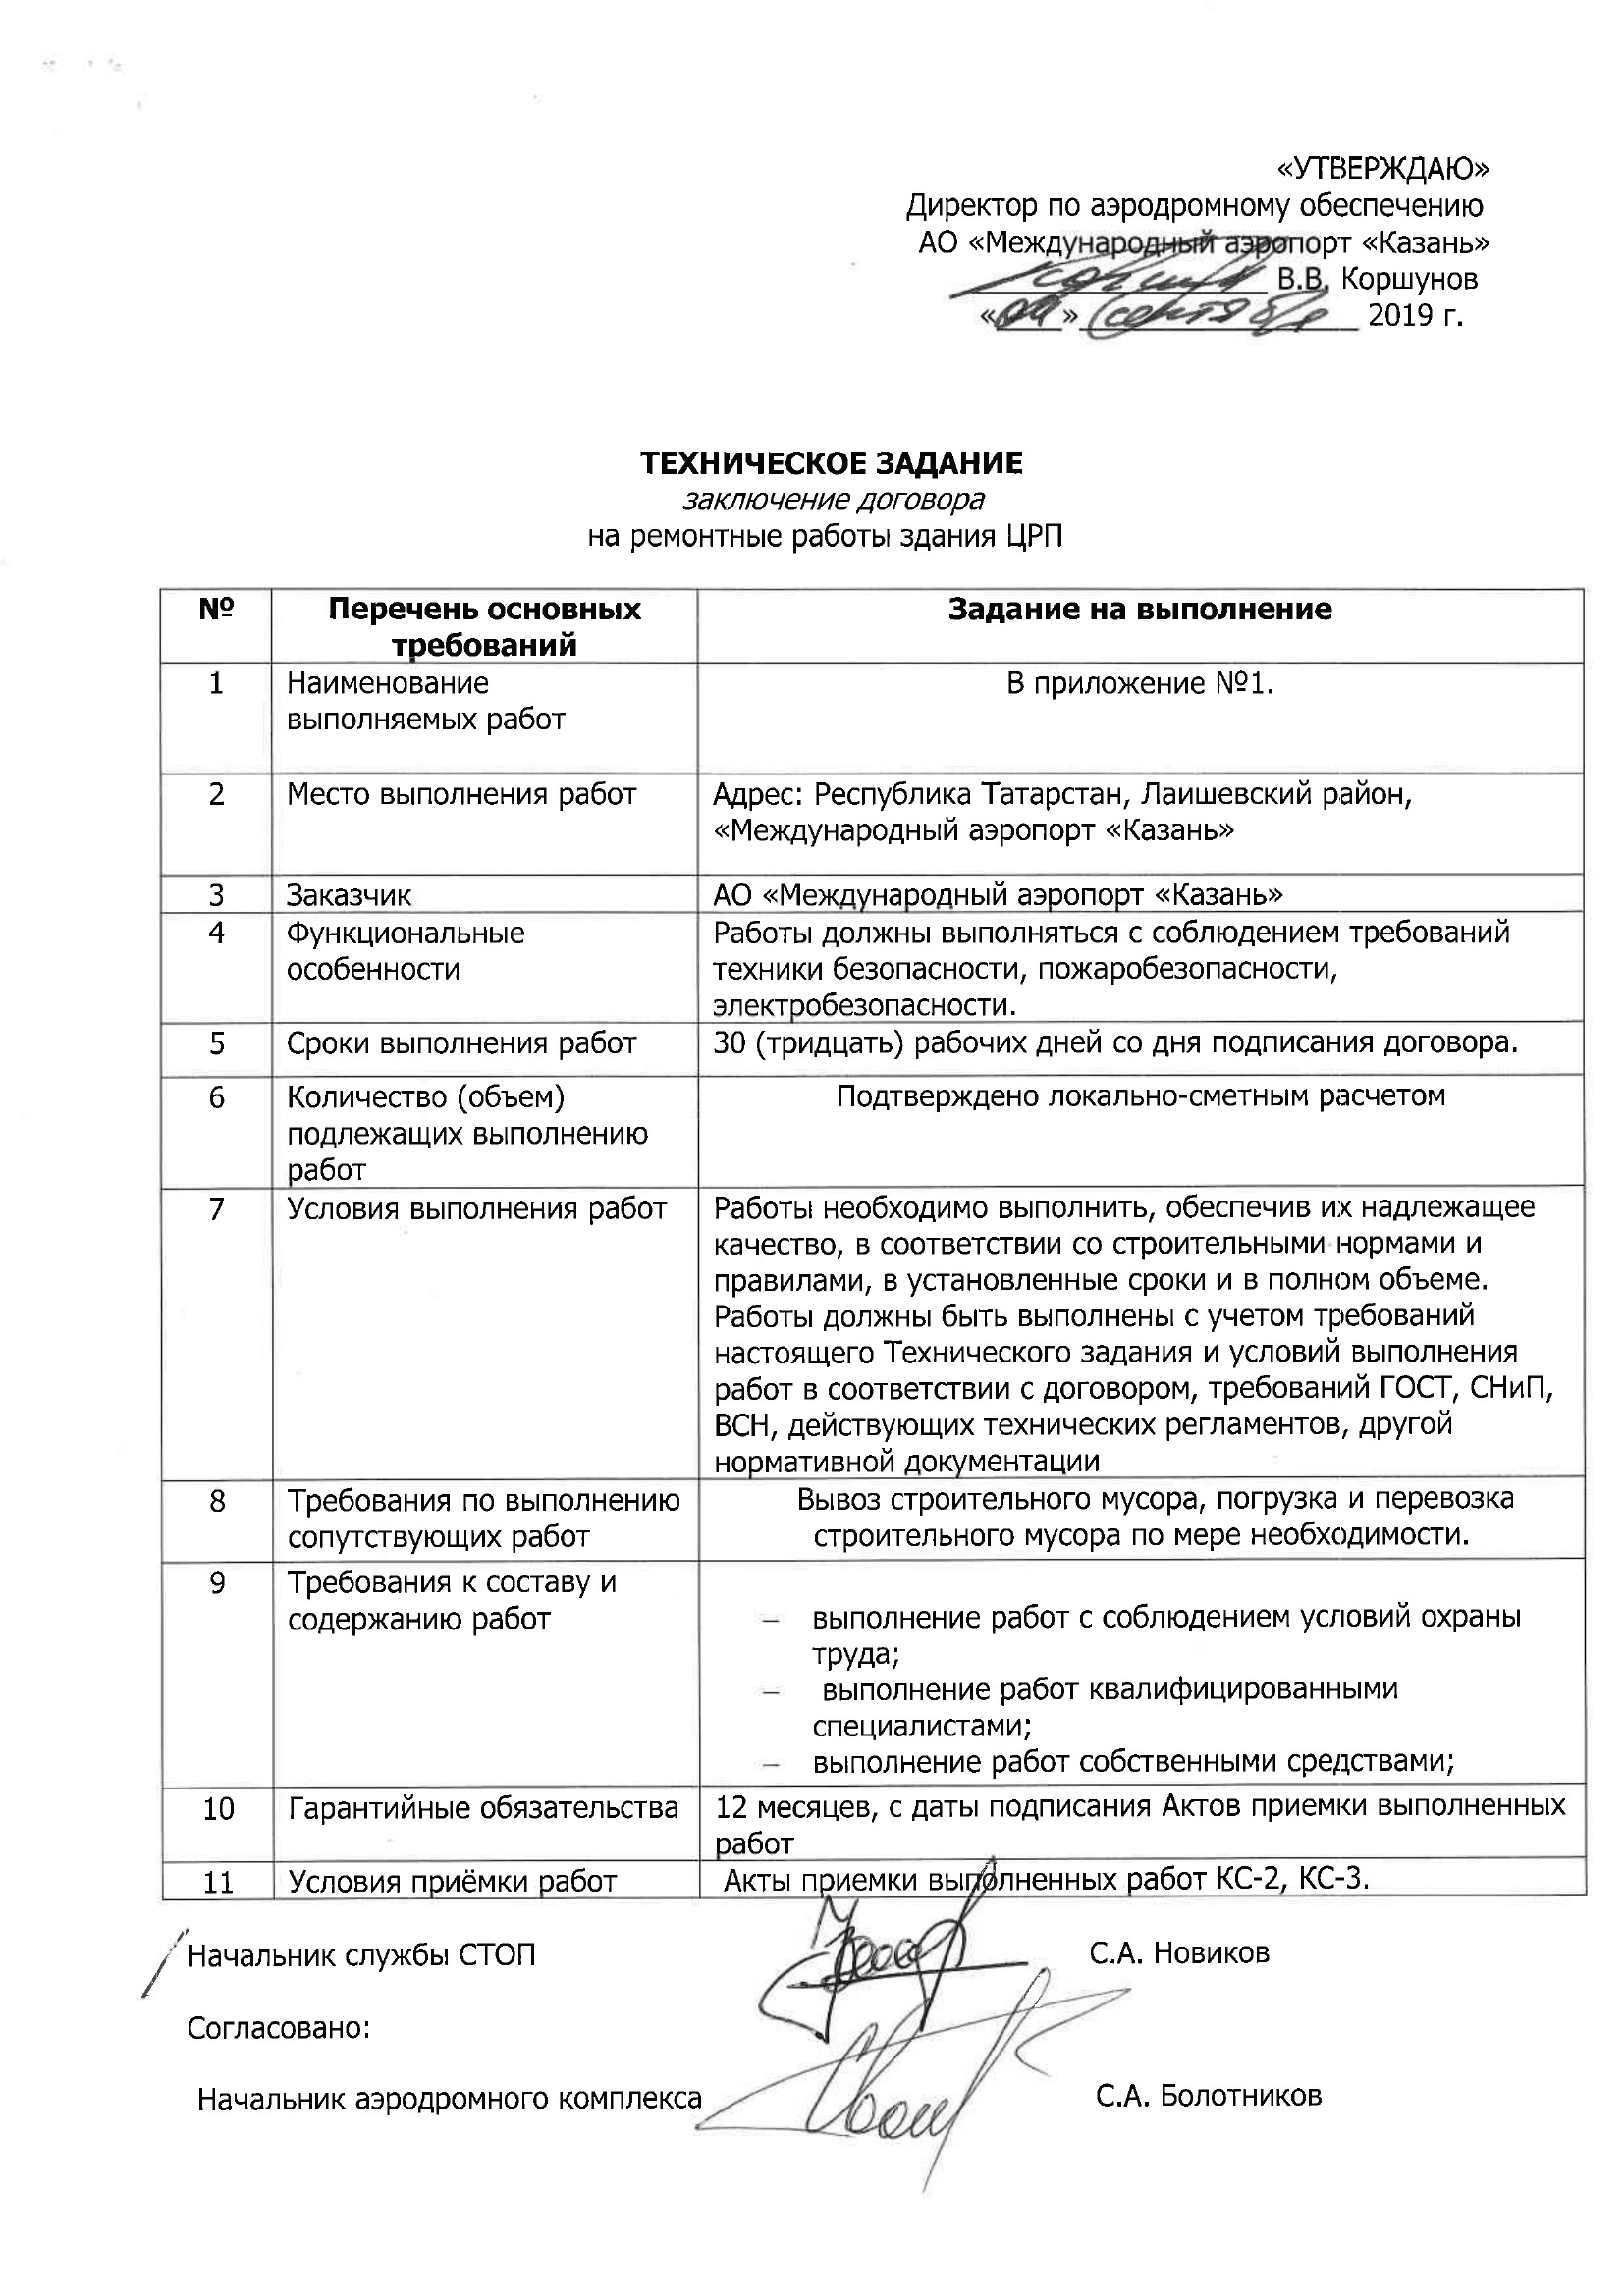 «УТВЕРЖДАЮ»
Директор по аэродромному обеспечению
АО «Международный аэропорт «Казань»
В.В. Коршунов
« » сентября 2019 г.
ТЕХНИЧЕСКОЕ ЗАДАНИЕ
заключение договора
на ремонтные работы здания ЦРП
№ Перечень основных требований Задание на выполнение
1 Наименование
выполняемых работ
В приложение №1.
2 Место выполнения работ
Адрес: Республика Татарстан, Лаишевский район,
«Международный аэропорт «Казань»
3 Заказчик
АО «Международный аэропорт «Казань»
4 Функциональные
особенности
Работы должны выполняться с соблюдением требований
техники безопасности, пожаробезопасности,
электробезопасности.
5 Сроки выполнения работ
30 (тридцать) рабочих дней со дня подписания договора.
6 Количество (объем)
подлежащих выполнению
работ
Подтверждено локально-сметным расчетом
7 Условия выполнения работ
Работы необходимо выполнить, обеспечив их надлежащее
качество, в соответствии со строительными нормами и
правилами, в установленные сроки и в полном объеме.
Работы должны быть выполнены с учетом требований
настоящего Технического задания и условий выполнения
работ в соответствии с договором, требований ГОСТ, СНиП,
ВСН, действующих технических регламентов, другой
нормативной документации
8 Требования по выполнению
сопутствующих работ
Вывоз строительного мусора, погрузка и перевозка
строительного мусора по мере необходимости.
9 Требования к составу и
содержанию работ
– выполнение работ с соблюдением условий охраны
труда;
– выполнение работ квалифицированными
специалистами;
– выполнение работ собственными средствами;
10 Гарантийные обязательства
12 месяцев, с даты подписания Актов приемки выполненных
работ
11 Условия приёмки работ
Акты приемки выполненных работ КС-2, КС-3.
Начальник службы СТОП С.А. Новиков
Согласовано:
Начальник аэродромного комплекса С.А. Болотников